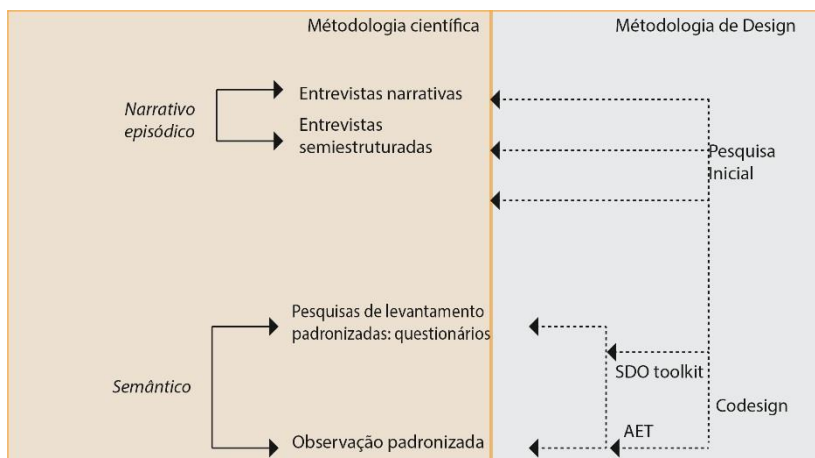 Métodologia científica
Métodologia de Design
Narrativo
episódico
Entrevistas narrativas
Entrevistas
semiestruturadas
Pesquisa
Inicial
Pesquisas de levantamento
padronizadas: questionários
SDO toolkit
Semântico
Codesign
AET
Observação padronizada